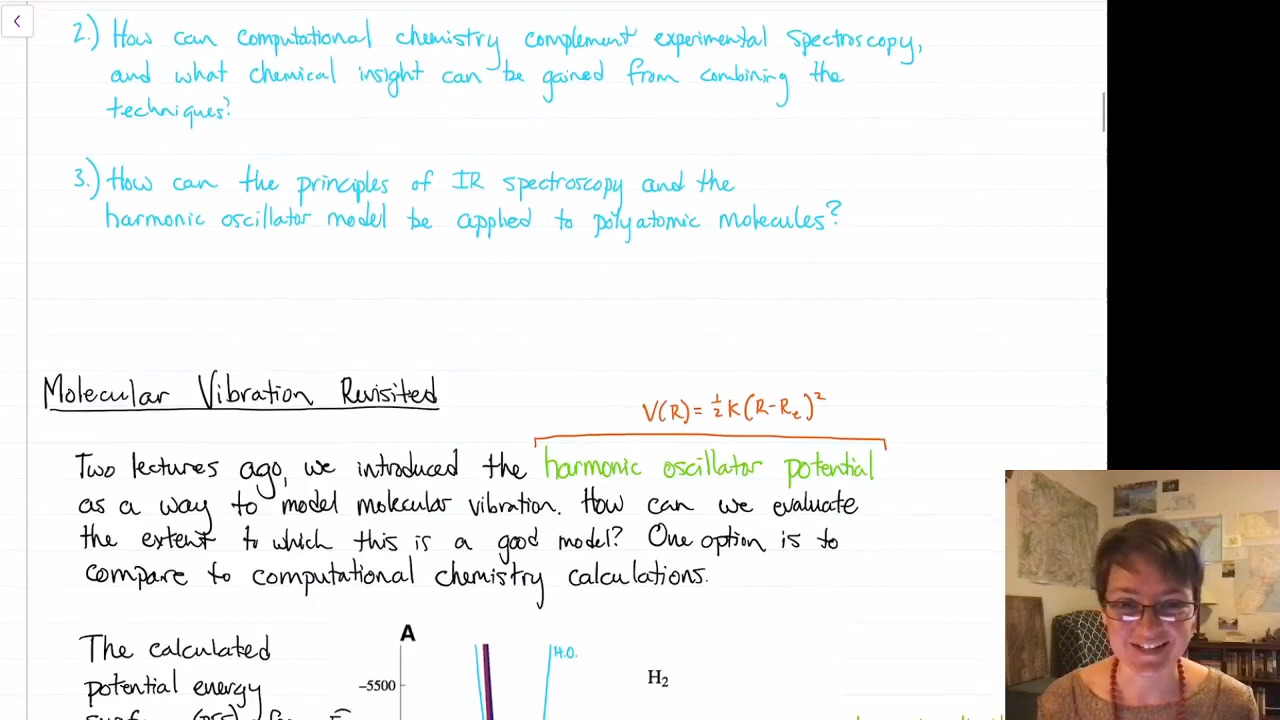 2.) How can computational chemistry complement experimental spectroscopy,
and what chemical insight can be gained from combining the
techniques?
3.) How can the principles of IR spectroscopy and the
harmonic oscillator model be applied to polyatomic molecules?
Molecular Vibration Revisited
V(R) = ½ k (R-Re)²
Two lectures ago, we introduced the harmonic oscillator potential
as a way to model molecular vibration. How can we evaluate
the extent to which this is a good model? One option is to
compare to computational chemistry calculations.
The calculated
potential energy
A
H.O.
-5500
H₂